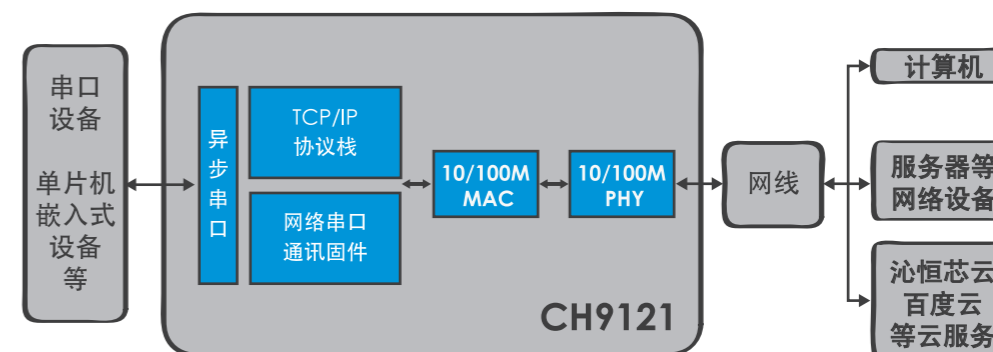 串口
设备
单片机
嵌入式
设备
等
异
步
串
口
TCP/IP
协议栈
网络串口
通讯固件
10/100M
MAC
10/100M
PHY
CH9121
网线
计算机
服务器等
网络设备
沁恒芯云
百度云
等云服务